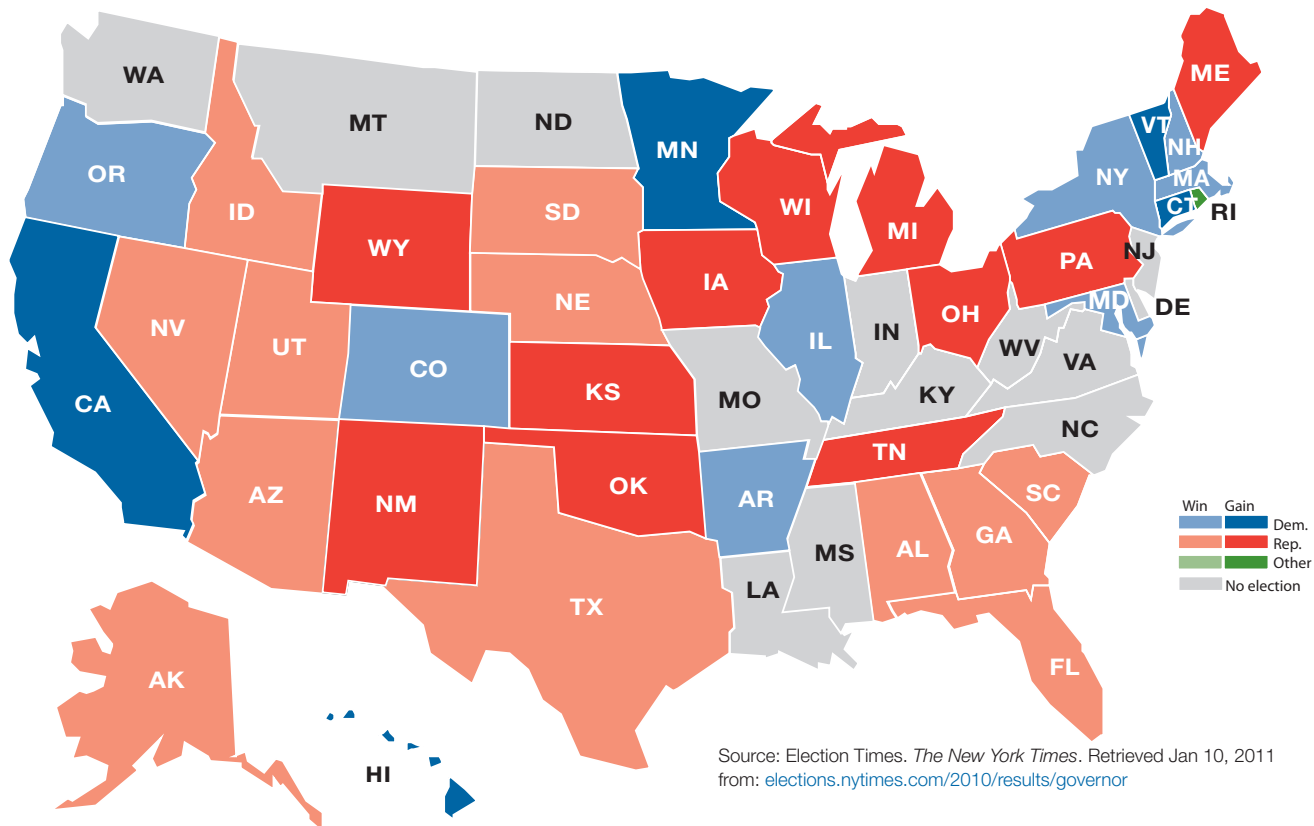 WA
MT
ND
MN
ME
VT
NH
OR
ID
SD
WI
MI
NY
MA
CT
RI
WY
IA
PA
NJ
NE
NV
UT
CO
IL
IN
OH
MD
DE
WV
VA
CA
KS
MO
KY
NC
AZ
NM
OK
AR
TN
SC
TX
LA
MS
AL
GA
FL
AK
HI
Win Gain
Dem.
Rep.
Other
No election
Source: Election Times. The New York Times. Retrieved Jan 10, 2011
from: elections.nytimes.com/2010/results/governor